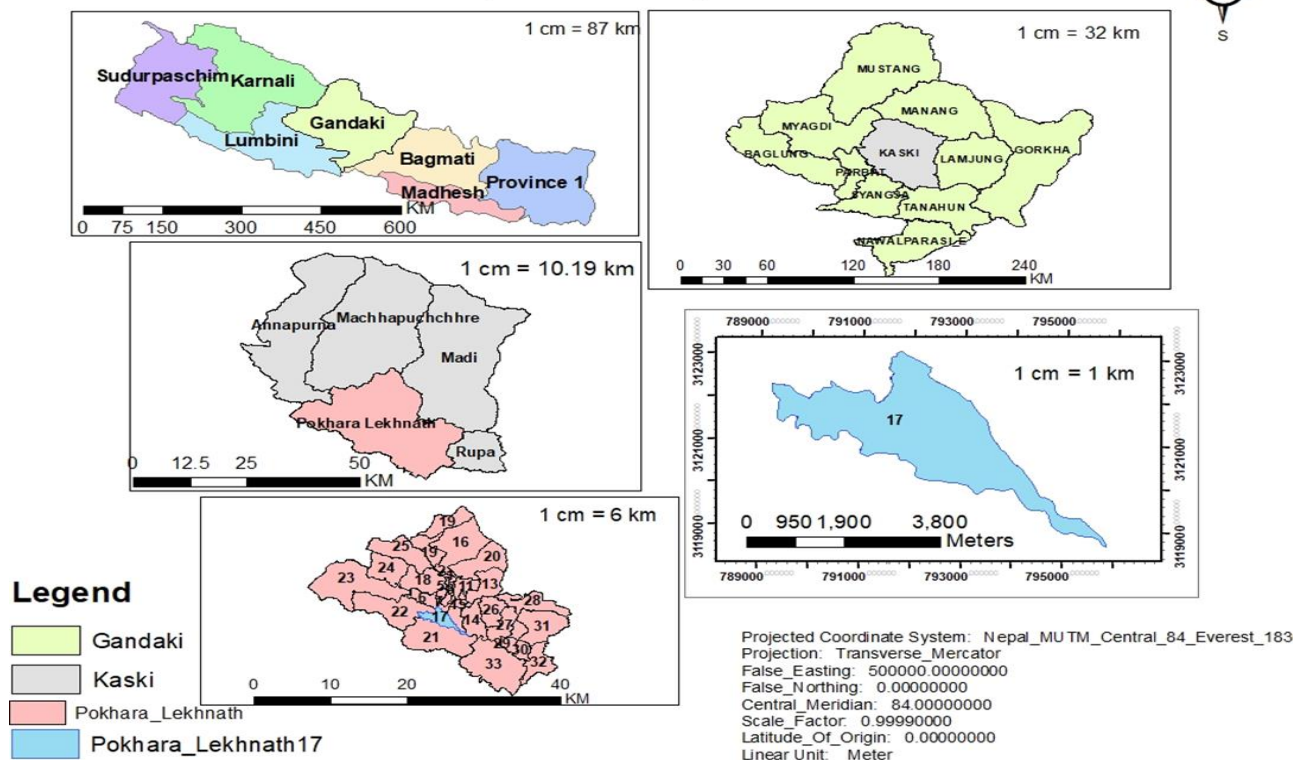 S
1 cm = 87 km
Sudurpaschim
Karnali
Gandaki
Lumbini
Bagmati
Province 1
Madhesh
KM
0 75 150 300 450 600
1 cm = 32 km
MUSTANG
MANANG
MYAGDI
BAGLUNG
KASKI
LAMJUNG
GORKHA
PARBAT
SYANGJA
TANAHUN
NAWALPARASI_E
0 30 60 120 180 240
KM
1 cm = 10.19 km
Annapurna
Machhapuchchhre
Madi
Pokhara Lekhnath
Rupa
0 12.5 25 50
KM
789000 791000 793000 795000
3123000
3121000
3119000
1 cm = 1 km
17
0 950 1,900 3,800
Meters
3123000
3121000
3119000
789000 791000 793000 795000
1 cm = 6 km
19
16
25
19
20
24
23
18
11
13
22
17
14
26
28
27
31
21
29
30
32
33
0 10 20 40
KM
Legend
Gandaki
Kaski
Pokhara_Lekhnath
Pokhara_Lekhnath17
Projected Coordinate System: Nepal_MUTM_Central_84_Everest_183
Projection: Transverse_Mercator
False_Easting: 500000.00000000
False_Northing: 0.00000000
Central_Meridian: 84.00000000
Scale_Factor: 0.99990000
Latitude_Of_Origin: 0.00000000
Linear Unit: Meter